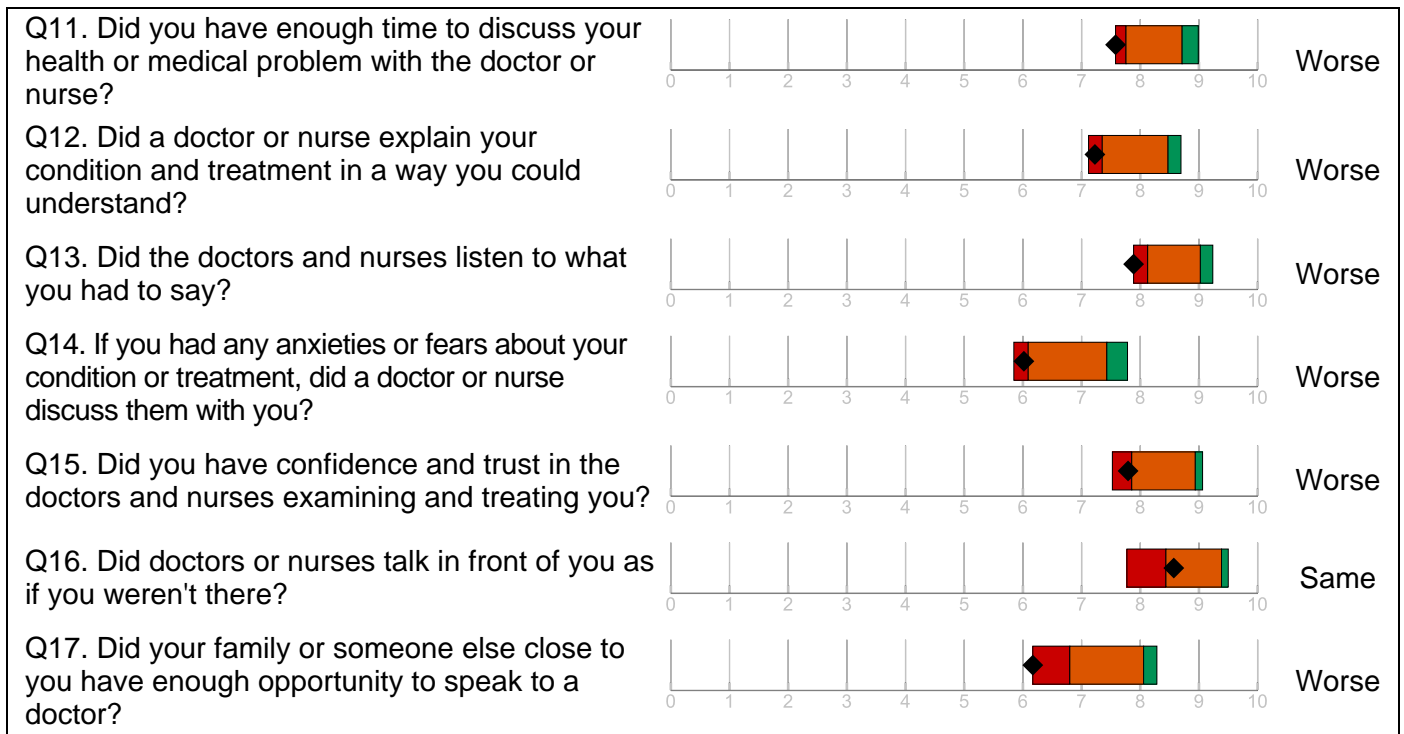 Q11. Did you have enough time to discuss your
health or medical problem with the doctor or
nurse?
0 1 2 3 4 5 6 7 8 9 10
Worse
Q12. Did a doctor or nurse explain your
condition and treatment in a way you could
understand?
0 1 2 3 4 5 6 7 8 9 10
Worse
Q13. Did the doctors and nurses listen to what
you had to say?
0 1 2 3 4 5 6 7 8 9 10
Worse
Q14. If you had any anxieties or fears about your
condition or treatment, did a doctor or nurse
discuss them with you?
0 1 2 3 4 5 6 7 8 9 10
Worse
Q15. Did you have confidence and trust in the
doctors and nurses examining and treating you?
0 1 2 3 4 5 6 7 8 9 10
Worse
Q16. Did doctors or nurses talk in front of you as
if you weren't there?
0 1 2 3 4 5 6 7 8 9 10
Same
Q17. Did your family or someone else close to
you have enough opportunity to speak to a
doctor?
0 1 2 3 4 5 6 7 8 9 10
Worse